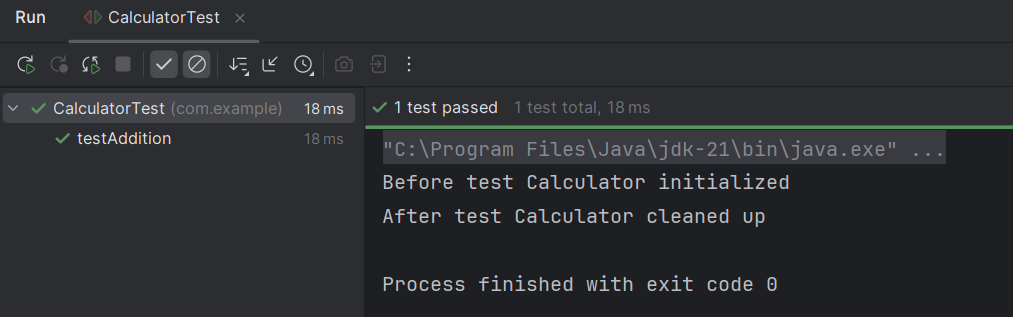 Run CalculatorTest
CalculatorTest (com.example) 18 ms
testAddition 18 ms
1 test passed 1 test total, 18 ms
"C:\Program Files\Java\jdk-21\bin\java.exe" ...
Before test Calculator initialized
After test Calculator cleaned up
Process finished with exit code 0